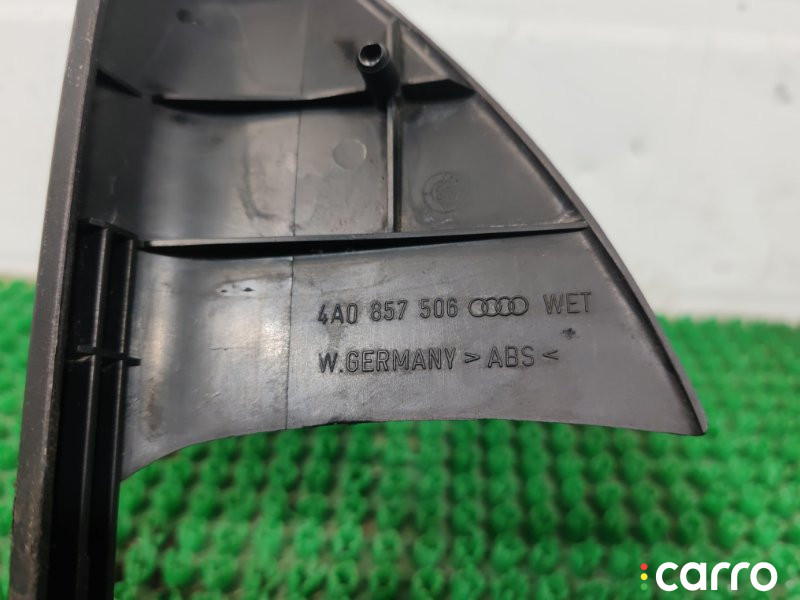 4A0 857 506 WET
W.GERMANY > ABS <
carro